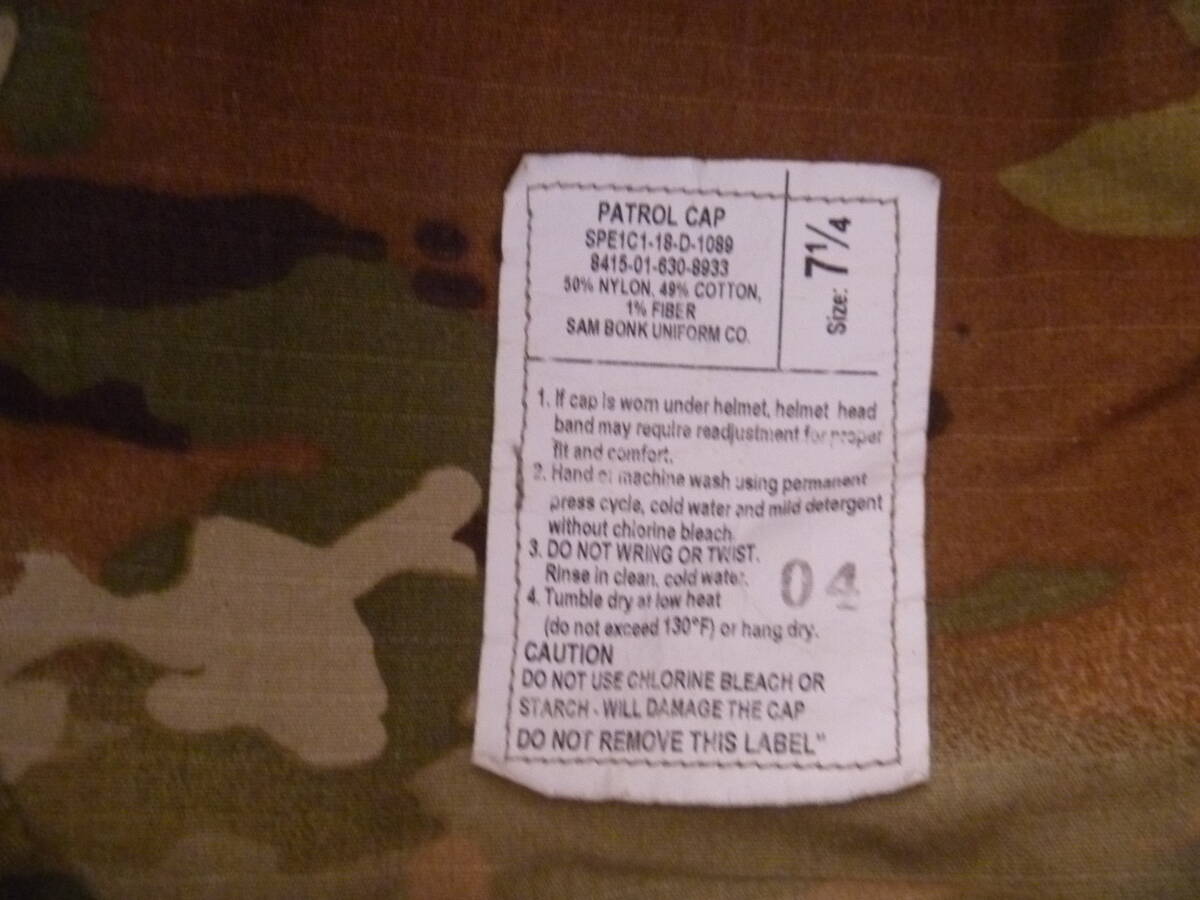 PATROL CAP
SPE1C1-18-D-1089
8415-01-630-8933
50% NYLON, 49% COTTON,
1% FIBER
SAM BONK UNIFORM CO.
Size: 7 1/4
1. If cap is worn under helmet, helmet head
band may require readjustment for proper
fit and comfort.
2. Hand or machine wash using permanent
press cycle, cold water and mild detergent
without chlorine bleach.
3. DO NOT WRING OR TWIST.
Rinse in clean, cold water.
4. Tumble dry at low heat
(do not exceed 130°F) or hang dry.
04
CAUTION
DO NOT USE CHLORINE BLEACH OR
STARCH - WILL DAMAGE THE CAP
DO NOT REMOVE THIS LABEL"